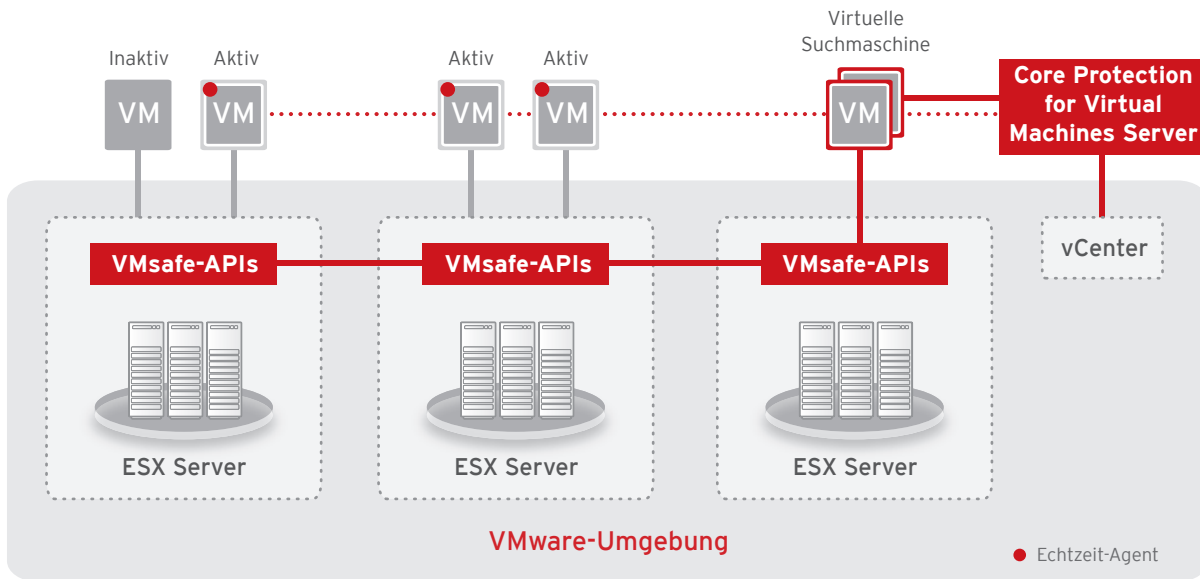 Virtuelle
Suchmaschine
Inaktiv
Aktiv
Aktiv
Aktiv
VM
VM
VM
VM
VM
Core Protection
for Virtual
Machines Server
VMsafe-APIs
VMsafe-APIs
VMsafe-APIs
vCenter
ESX Server
ESX Server
ESX Server
VMware-Umgebung
Echtzeit-Agent